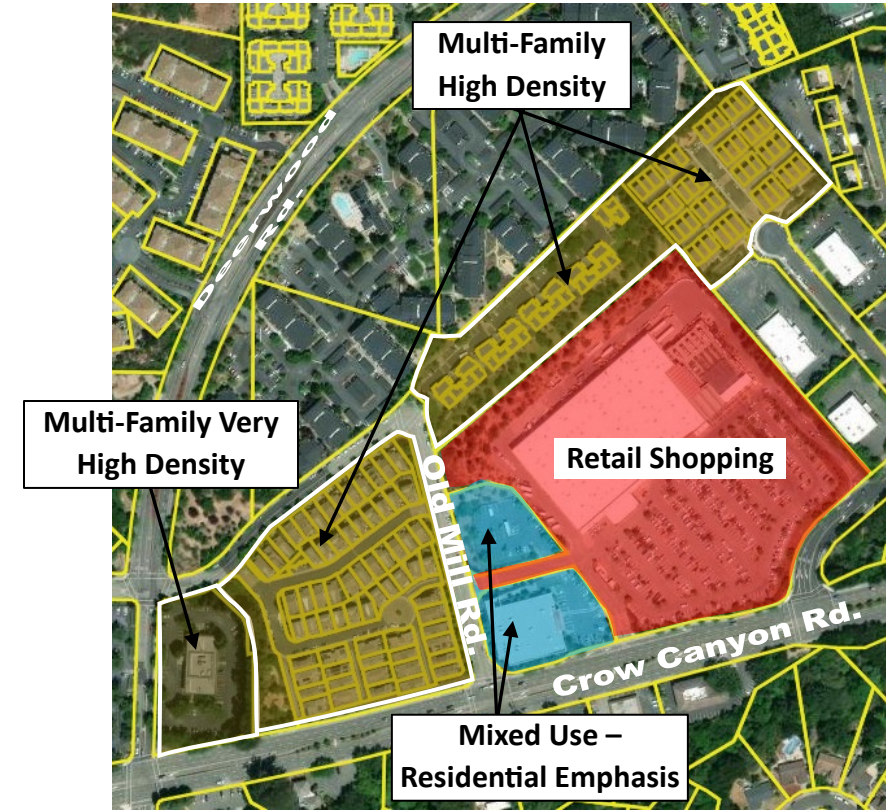 Multi-Family
High Density
Deerwood
Rd.
Multi-Family Very
High Density
Retail Shopping
Old Mill Rd.
Crow Canyon Rd.
Mixed Use –
Residential Emphasis